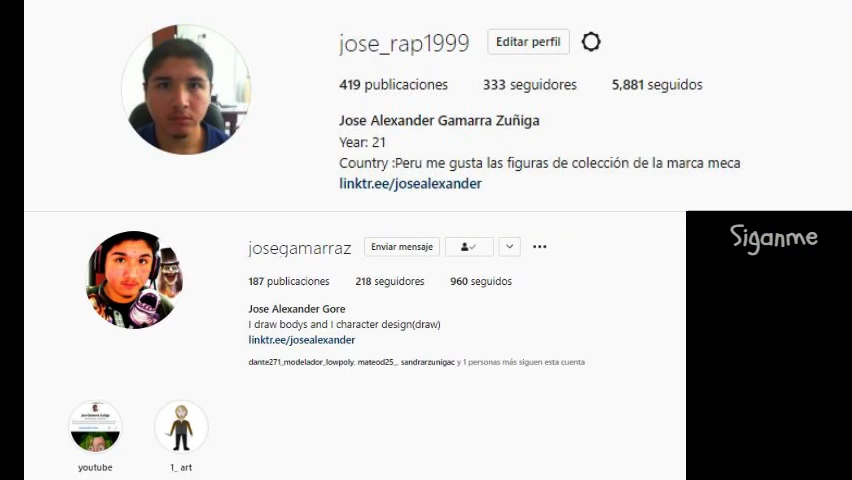 jose_rap1999 Editar perfil
419 publicaciones 333 seguidores 5,881 seguidos
Jose Alexander Gamarra Zuñiga
Year: 21
Country :Peru me gusta las figuras de colección de la marca meca
linktr.ee/josealexander
Siganme
josegamarraz Enviar mensaje
187 publicaciones 218 seguidores 960 seguidos
Jose Alexander Gore
I draw bodys and I character design(draw)
linktr.ee/josealexander
dante271_modelador_lowpoly, mateod25_, sandrarzunigac y 1 personas más siguen esta cuenta
youtube 1_ art